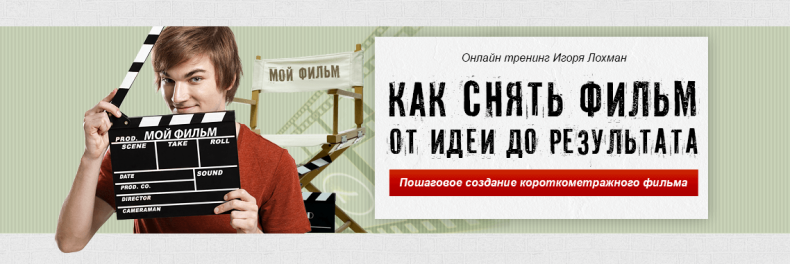 МОЙ ФИЛЬМ
Онлайн тренинг Игоря Лохман
КАК СНЯТЬ ФИЛЬМ
ОТ ИДЕИ ДО РЕЗУЛЬТАТА
Пошаговое создание короткометражного фильма
PROD. МОЙ ФИЛЬМ
SCENE TAKE ROLL
DATE SOUND
PROD. CO.
DIRECTOR
CAMERAMAN